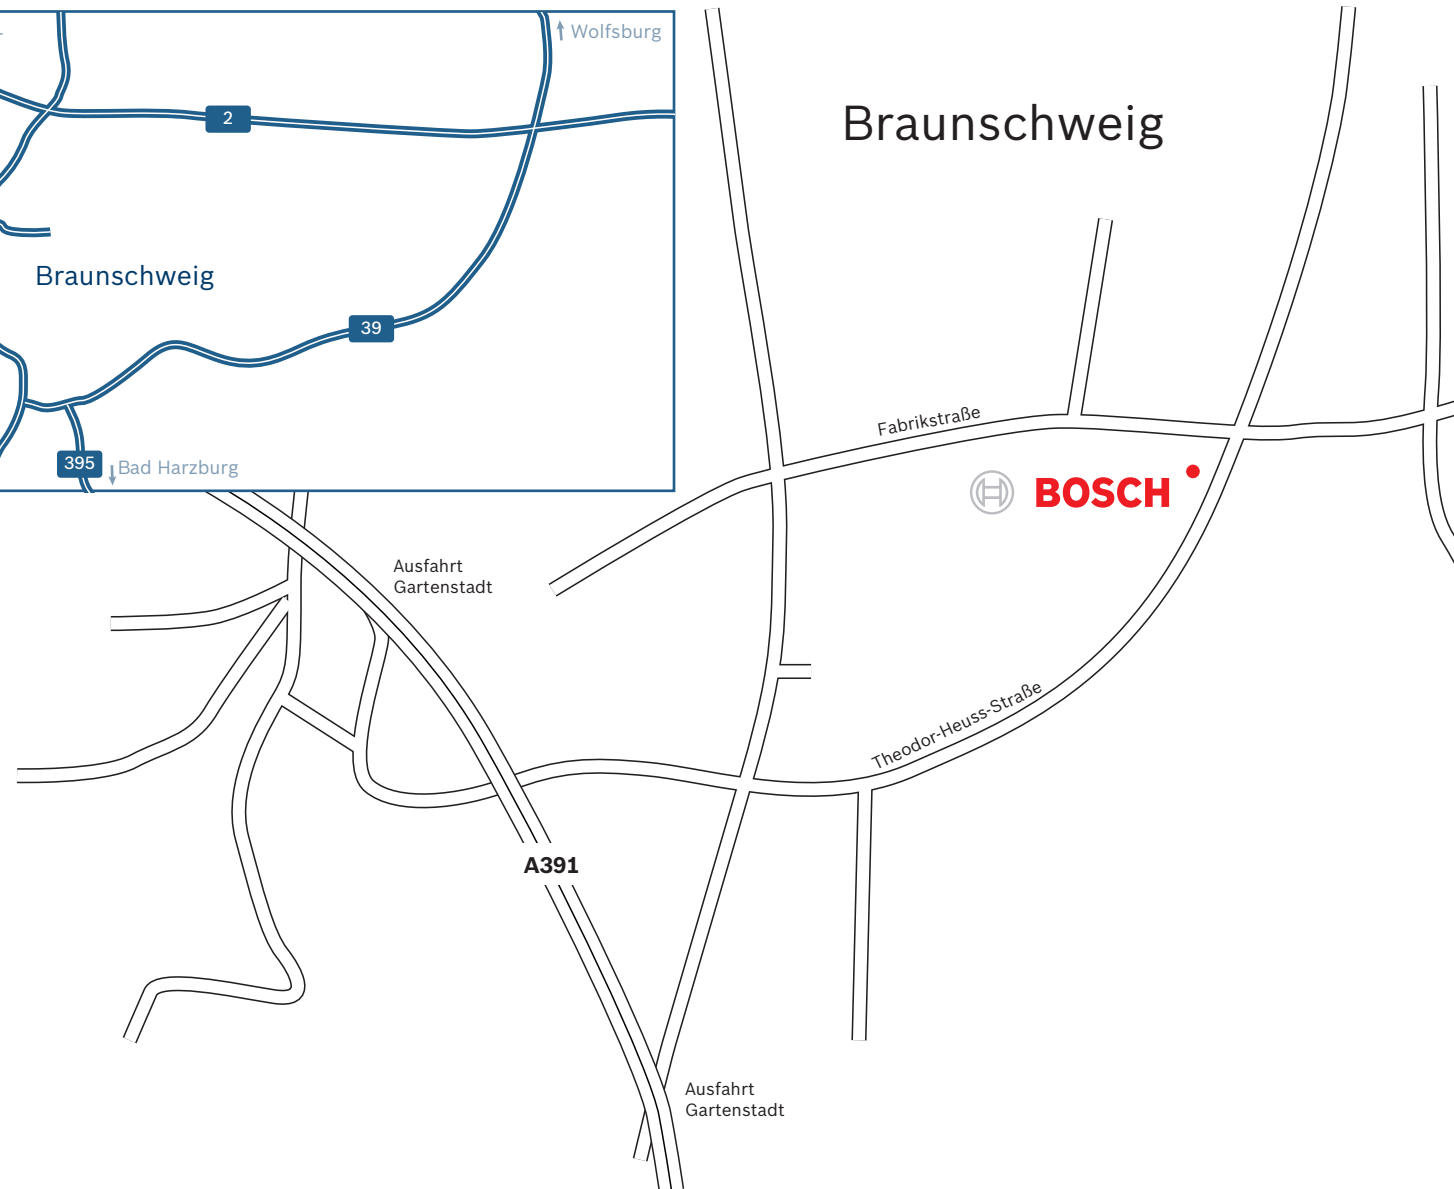 Wolfsburg
2
Braunschweig
39
395
Bad Harzburg
Braunschweig
Fabrikstraße
BOSCH
Ausfahrt
Gartenstadt
Theodor-Heuss-Straße
A391
Ausfahrt
Gartenstadt